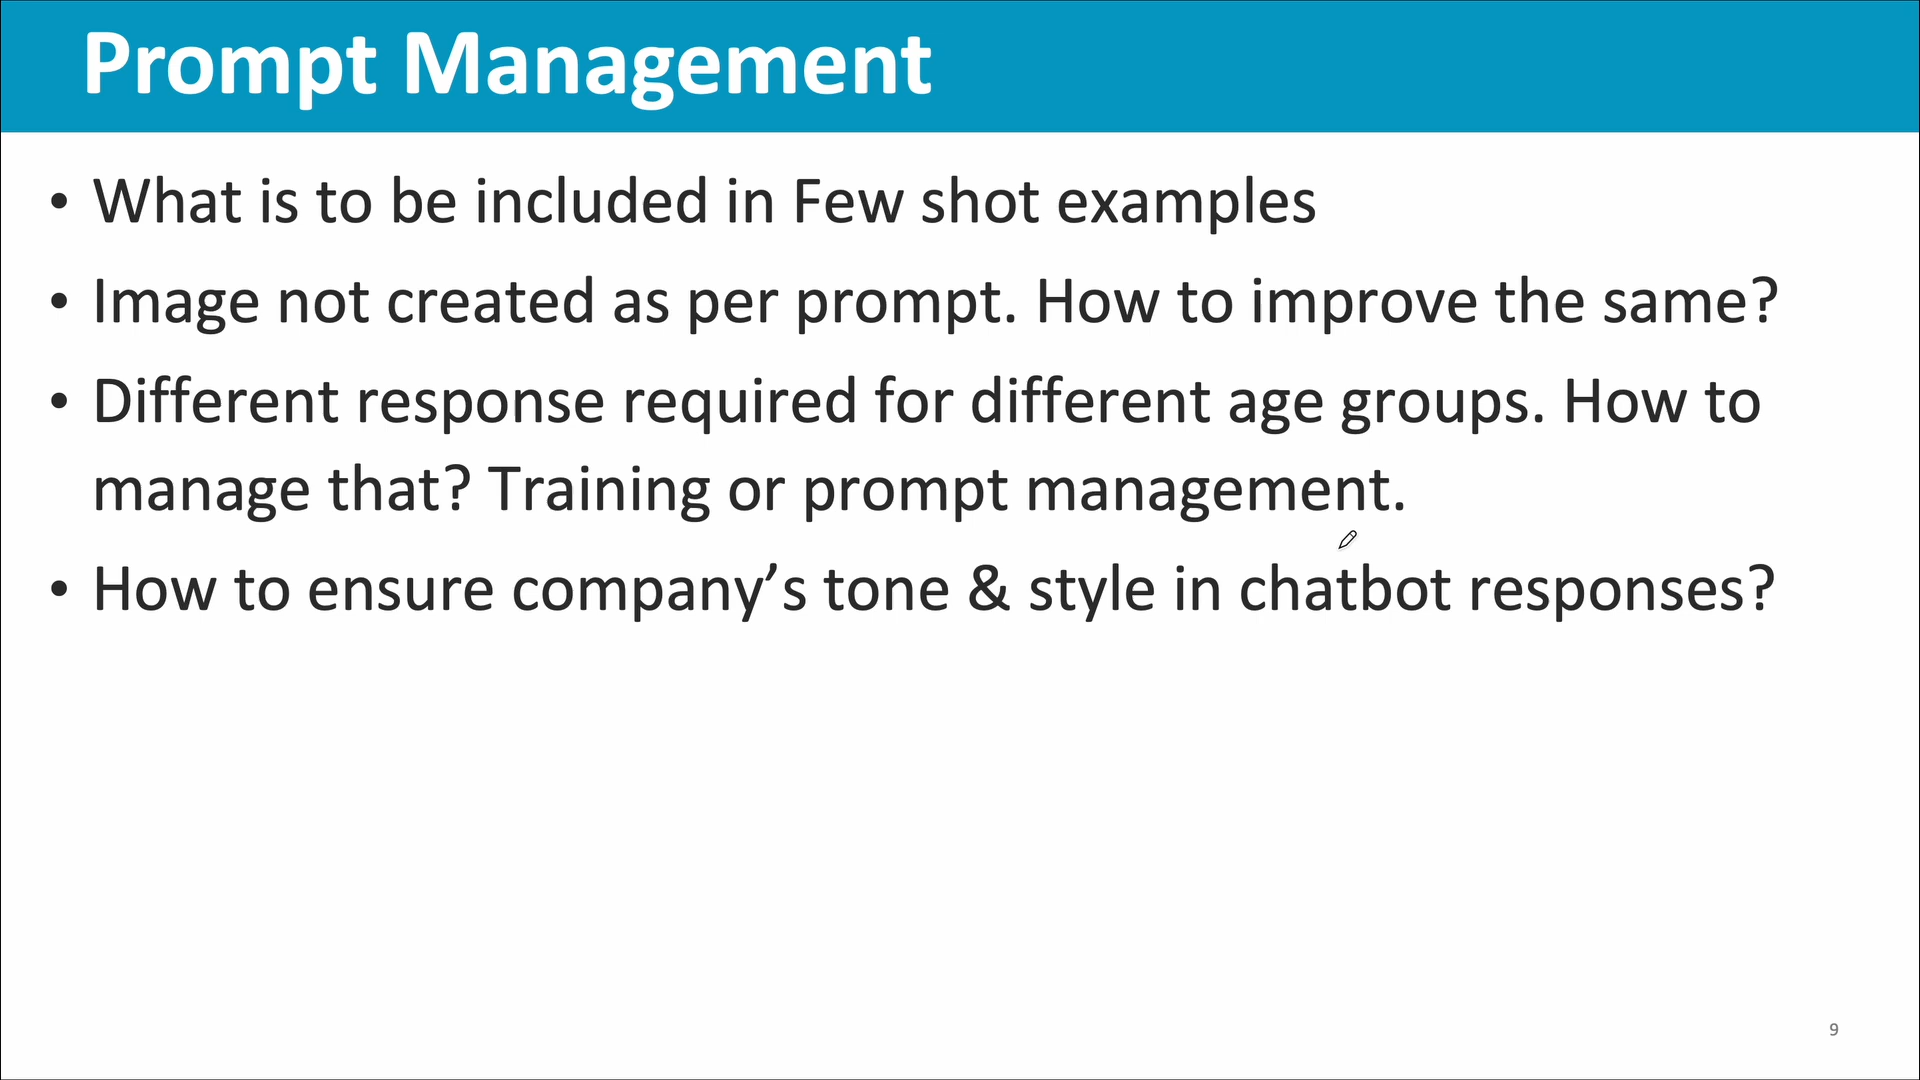 Prompt Management
• What is to be included in Few shot examples
• Image not created as per prompt. How to improve the same?
• Different response required for different age groups. How to
manage that? Training or prompt management.
• How to ensure company’s tone & style in chatbot responses?
9